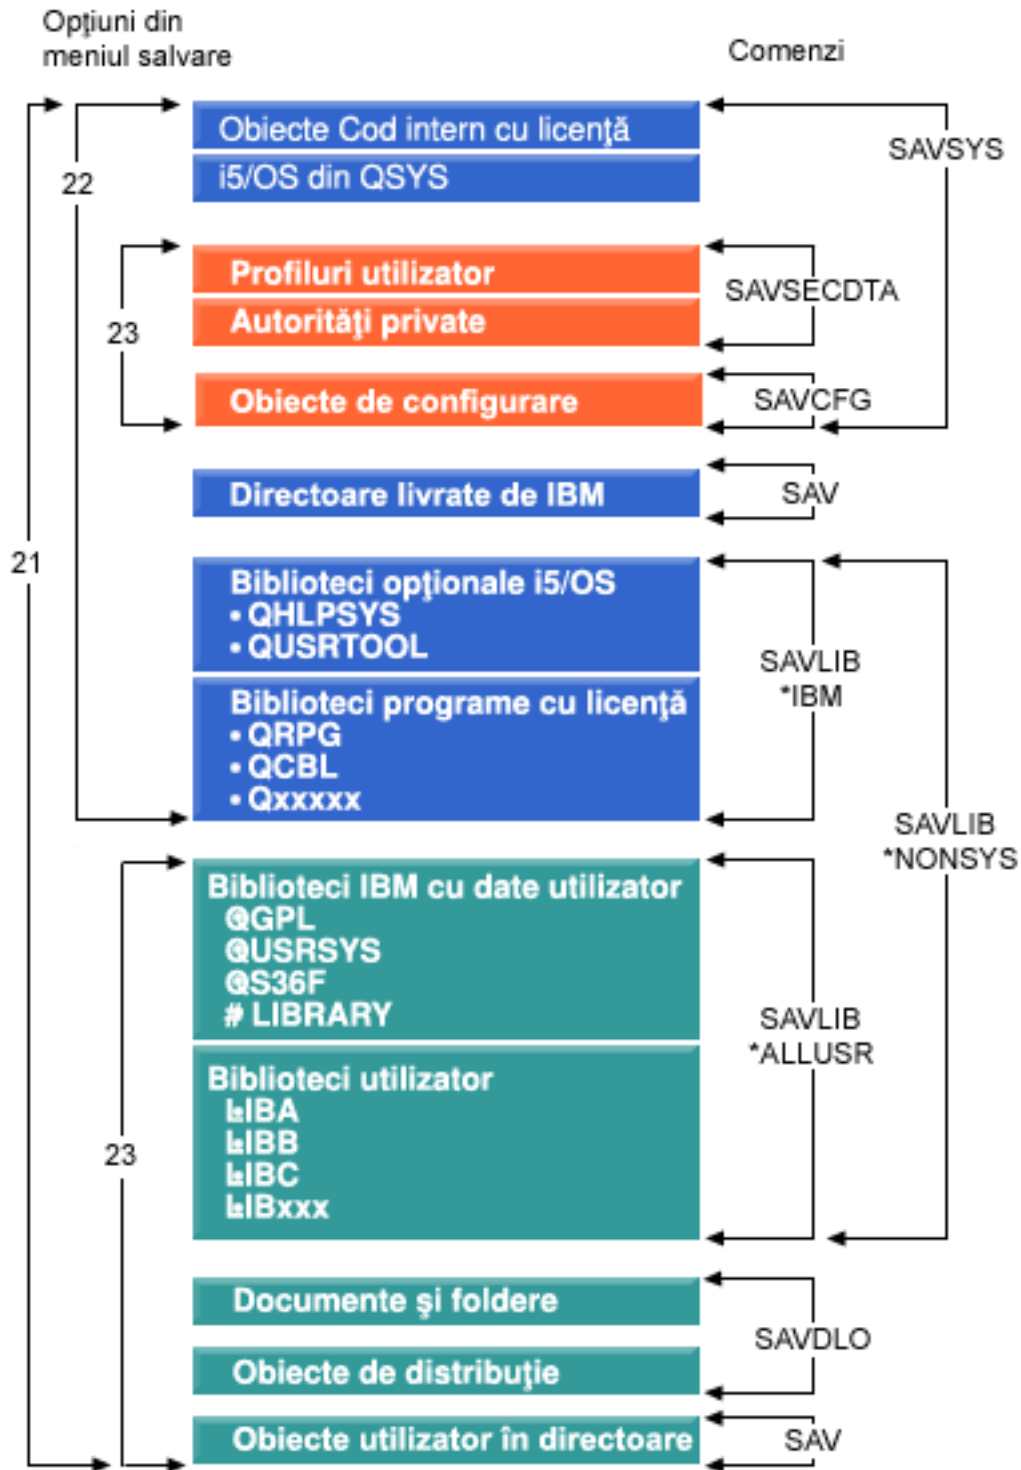 Opţiuni din
meniul salvare
Comenzi
Obiecte Cod intern cu licenţă
i5/OS din QSYS
SAVSYS
22
Profiluri utilizator
Autorităţi private
SAVSECDTA
23
Obiecte de configurare
SAVCFG
Directoare livrate de IBM
SAV
21
Biblioteci opţionale i5/OS
• QHLPSYS
• QUSRTOOL
SAVLIB
*IBM
Biblioteci programe cu licenţă
• QRPG
• QCBL
• Qxxxxx
SAVLIB
*NONSYS
Biblioteci IBM cu date utilizator
QGPL
QUSRSYS
QS36F
# LIBRARY
SAVLIB
*ALLUSR
Biblioteci utilizator
LIBA
LIBB
LIBC
LIBxxx
23
Documente şi foldere
SAVDLO
Obiecte de distribuţie
Obiecte utilizator în directoare
SAV